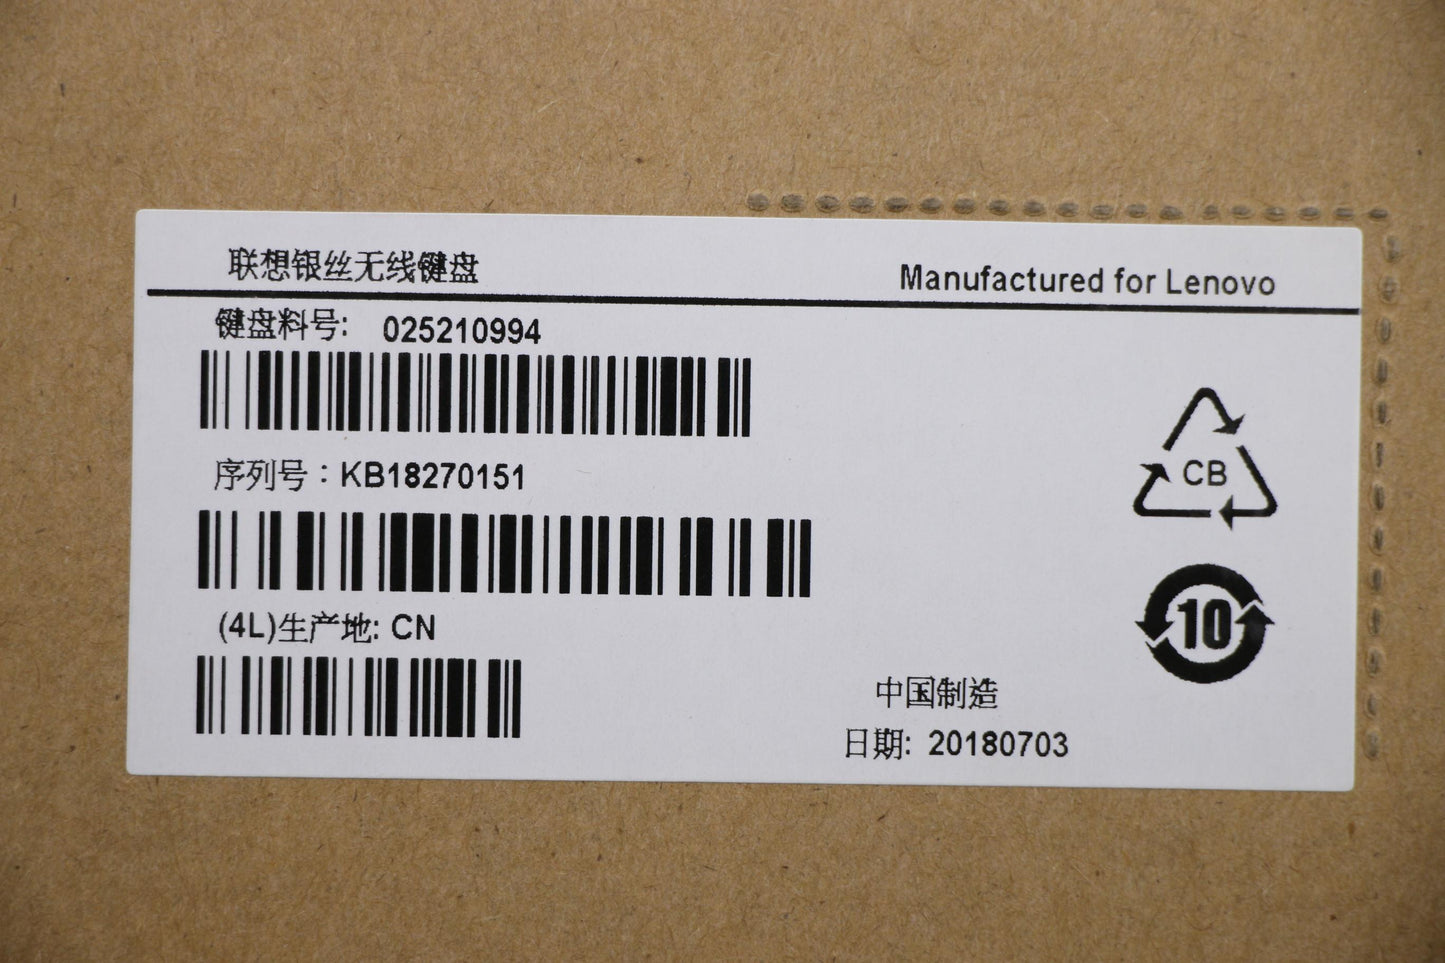 联想银丝无线键盘
Manufactured for Lenovo
键盘料号: 025210994
序列号：KB18270151
(4L)生产地: CN
CB
10
中国制造
日期: 20180703